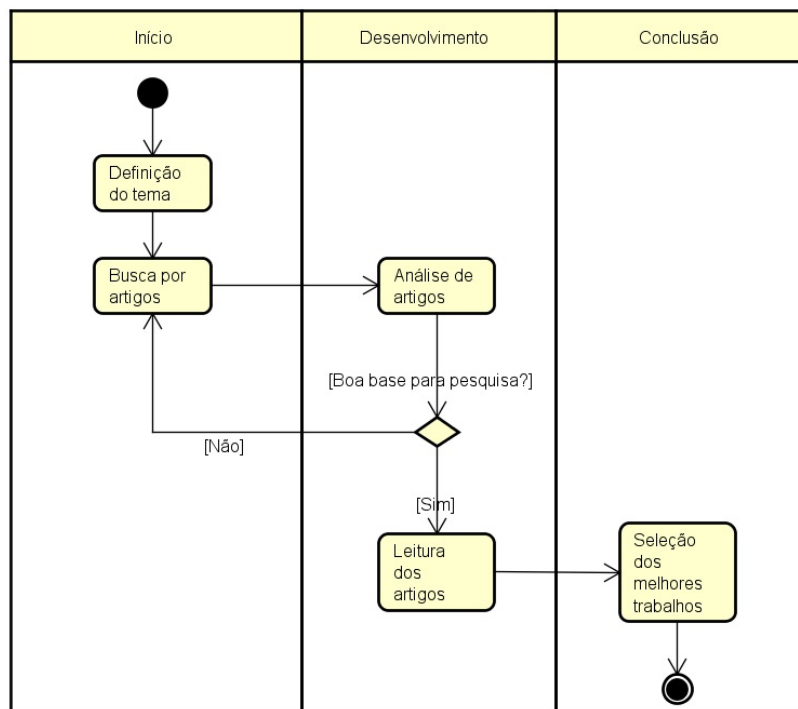 Início
Desenvolvimento
Conclusão
Definição
do tema
Busca por
artigos
Análise de
artigos
[Boa base para pesquisa?]
[Não]
[Sim]
Leitura
dos
artigos
Seleção
dos
melhores
trabalhos